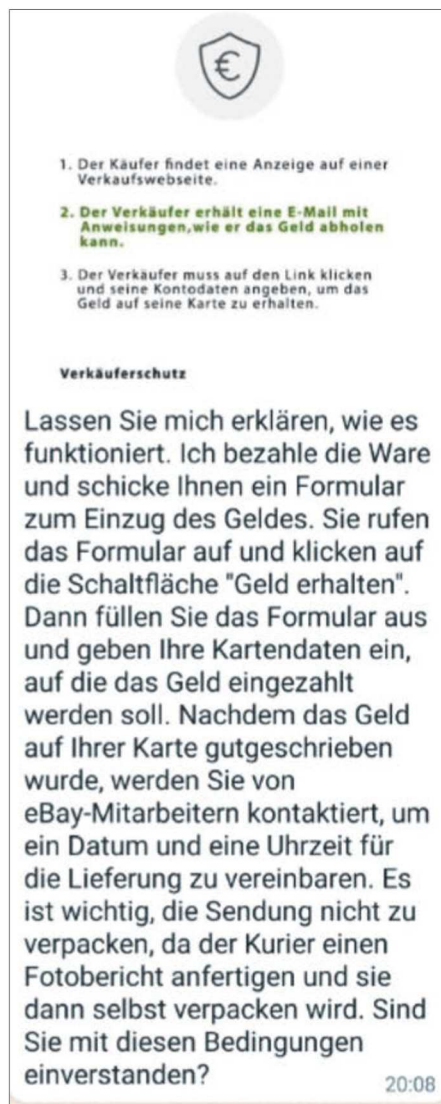 €
1. Der Käufer findet eine Anzeige auf einer
Verkaufswebseite.
2. Der Verkäufer erhält eine E-Mail mit
Anweisungen,wie er das Geld abholen
kann.
3. Der Verkäufer muss auf den Link klicken
und seine Kontodaten angeben, um das
Geld auf seine Karte zu erhalten.
Verkäuferschutz
Lassen Sie mich erklären, wie es
funktioniert. Ich bezahle die Ware
und schicke Ihnen ein Formular
zum Einzug des Geldes. Sie rufen
das Formular auf und klicken auf
die Schaltfläche "Geld erhalten".
Dann füllen Sie das Formular aus
und geben Ihre Kartendaten ein,
auf die das Geld eingezahlt
werden soll. Nachdem das Geld
auf Ihrer Karte gutgeschrieben
wurde, werden Sie von
eBay-Mitarbeitern kontaktiert, um
ein Datum und eine Uhrzeit für
die Lieferung zu vereinbaren. Es
ist wichtig, die Sendung nicht zu
verpacken, da der Kurier einen
Fotobericht anfertigen und sie
dann selbst verpacken wird. Sind
Sie mit diesen Bedingungen
einverstanden?
20:08